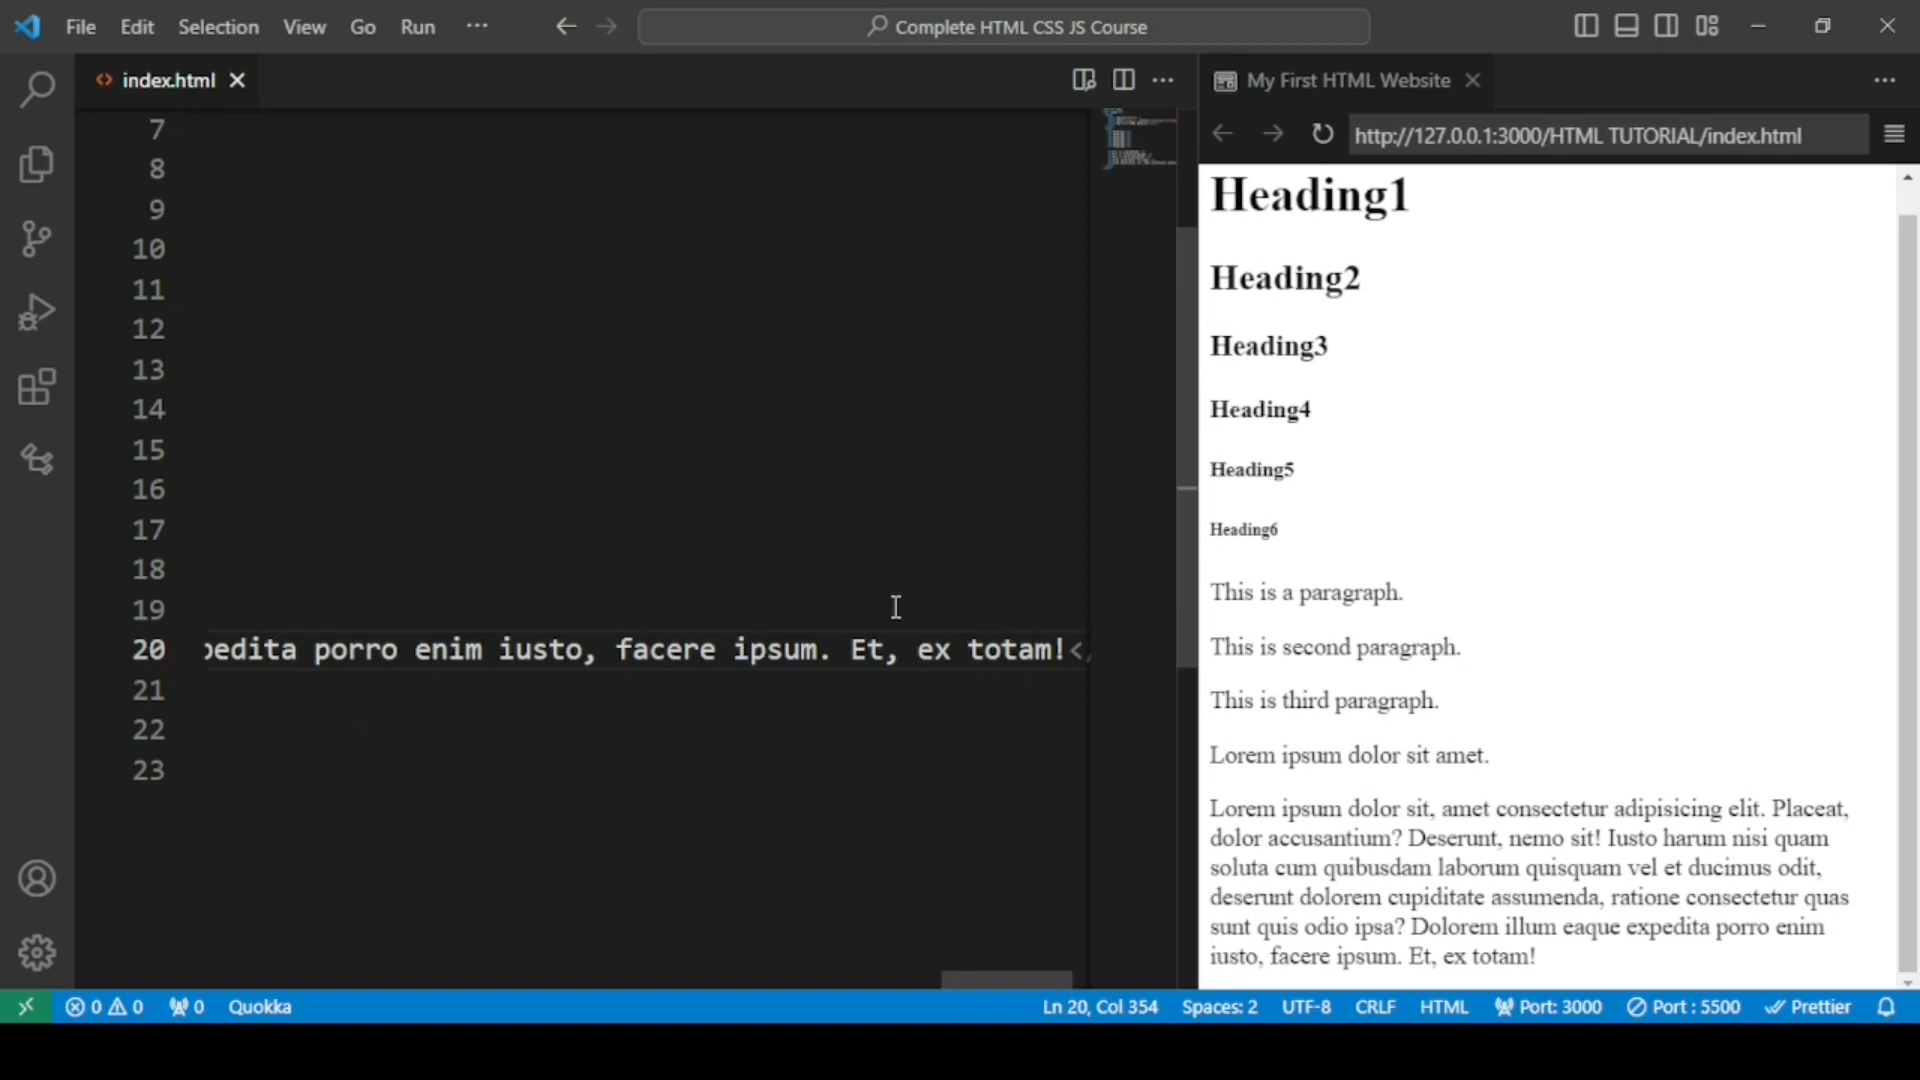 File Edit Selection View Go Run ··· Complete HTML CSS JS Course
index.html
7
8
9
10
11
12
13
14
15
16
17
18
19
20 pedita porro enim iusto, facere ipsum. Et, ex totam!</
21
22
23
My First HTML Website
http://127.0.0.1:3000/HTML TUTORIAL/index.html
Heading1
Heading2
Heading3
Heading4
Heading5
Heading6
This is a paragraph.
This is second paragraph.
This is third paragraph.
Lorem ipsum dolor sit amet.
Lorem ipsum dolor sit, amet consectetur adipisicing elit. Placeat,
dolor accusantium? Deserunt, nemo sit! Iusto harum nisi quam
soluta cum quibusdam laborum quisquam vel et ducimus odit,
deserunt dolorem cupiditate assumenda, ratione consectetur quas
sunt quis odio ipsa? Dolorem illum eaque expedita porro enim
iusto, facere ipsum. Et, ex totam!
0 0 0 Quokka Ln 20, Col 354 Spaces: 2 UTF-8 CRLF HTML Port: 3000 Port : 5500 Prettier